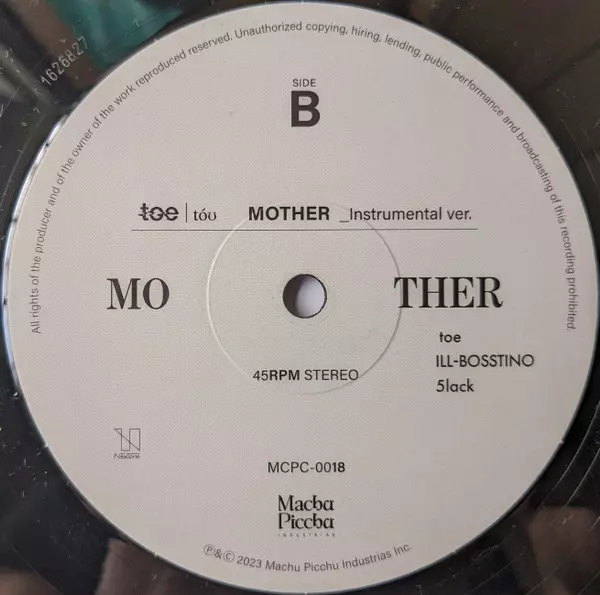 1626827
All rights of the producer and of the owner of the work reproduced reserved. Unauthorized copying, hiring, lending, public performance and broadcasting of this recording prohibited.
SIDE
B
toe | tóʊ MOTHER _Instrumental ver.
MO THER
toe
ILL-BOSSTINO
5lack
45RPM STEREO
MCPC-0018
Machu
Picchu
INDUSTRIAS
℗&© 2023 Machu Picchu Industrias Inc.